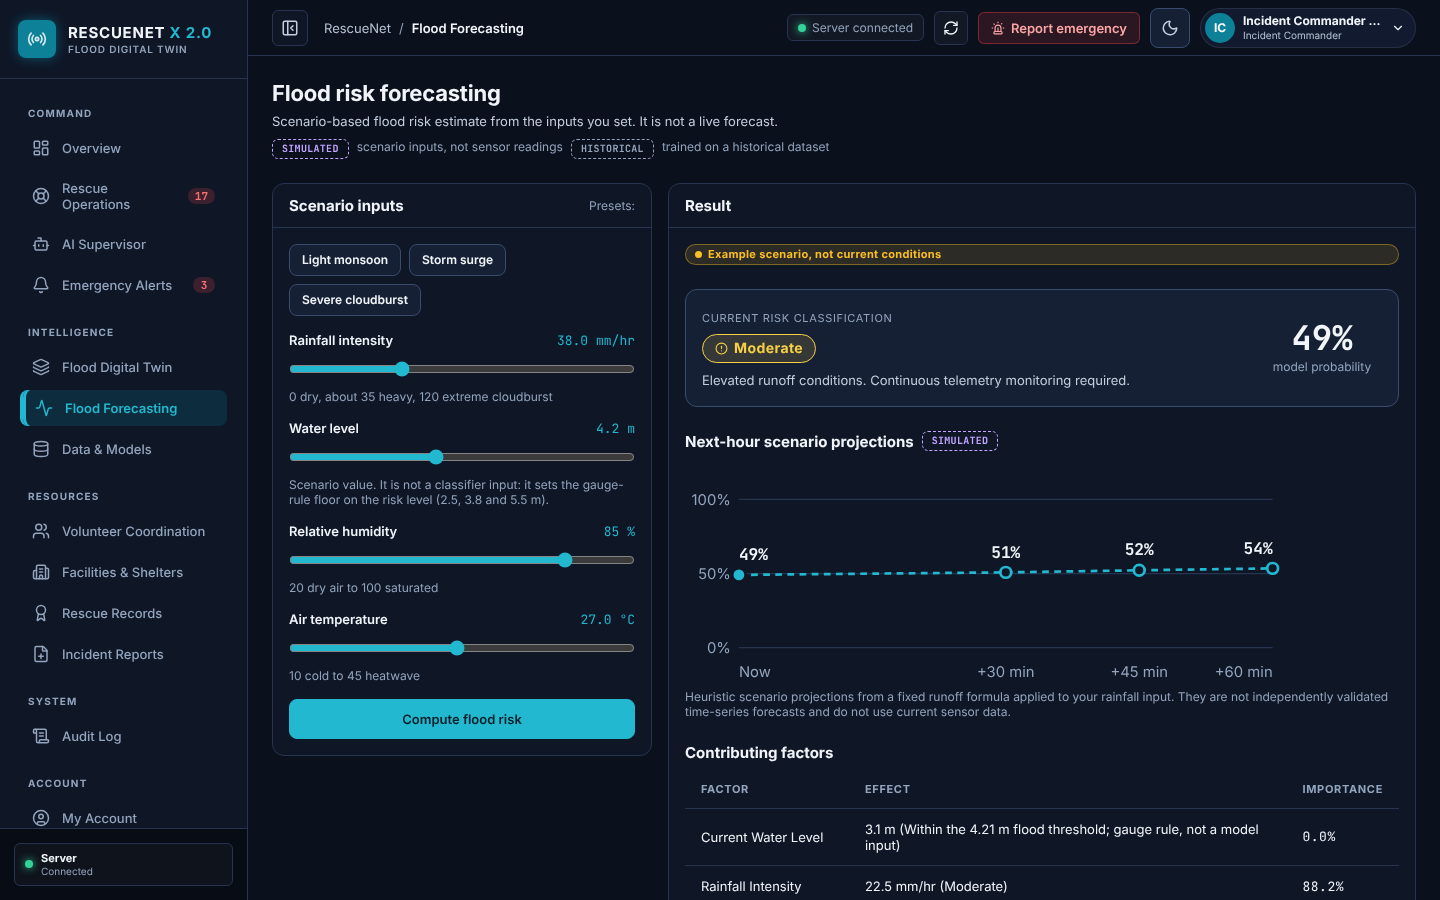 RESCUENET X 2.0
FLOOD DIGITAL TWIN
COMMAND
Overview
Rescue
Operations
17
AI Supervisor
Emergency Alerts
3
INTELLIGENCE
Flood Digital Twin
Flood Forecasting
Data & Models
RESOURCES
Volunteer Coordination
Facilities & Shelters
Rescue Records
Incident Reports
SYSTEM
Audit Log
ACCOUNT
My Account
Server
Connected
RescueNet / Flood Forecasting
Server connected
Report emergency
IC
Incident Commander ...
Incident Commander
Flood risk forecasting
Scenario-based flood risk estimate from the inputs you set. It is not a live forecast.
SIMULATED scenario inputs, not sensor readings HISTORICAL trained on a historical dataset
Scenario inputs
Presets:
Light monsoon
Storm surge
Severe cloudburst
Rainfall intensity 38.0 mm/hr
0 dry, about 35 heavy, 120 extreme cloudburst
Water level 4.2 m
Scenario value. It is not a classifier input: it sets the gauge-
rule floor on the risk level (2.5, 3.8 and 5.5 m).
Relative humidity 85 %
20 dry air to 100 saturated
Air temperature 27.0 °C
10 cold to 45 heatwave
Compute flood risk
Result
Example scenario, not current conditions
CURRENT RISK CLASSIFICATION
Moderate
Elevated runoff conditions. Continuous telemetry monitoring required.
49%
model probability
Next-hour scenario projections SIMULATED
100%
50%
0%
49%
51%
52%
54%
Now
+30 min
+45 min
+60 min
Heuristic scenario projections from a fixed runoff formula applied to your rainfall input. They are not independently validated
time-series forecasts and do not use current sensor data.
Contributing factors
FACTOR EFFECT IMPORTANCE
Current Water Level 3.1 m (Within the 4.21 m flood threshold; gauge rule, not a model
input) 0.0%
Rainfall Intensity 22.5 mm/hr (Moderate) 88.2%